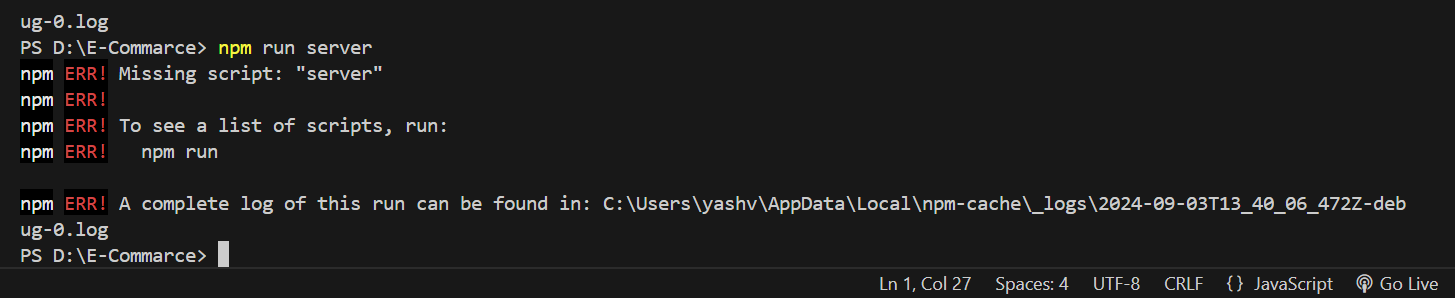 ug-0.log
PS D:\E-Commarce> npm run server
npm ERR! Missing script: "server"
npm ERR!
npm ERR! To see a list of scripts, run:
npm ERR!   npm run
npm ERR! A complete log of this run can be found in: C:\Users\yashv\AppData\Local\npm-cache\_logs\2024-09-03T13_40_06_472Z-deb
ug-0.log
PS D:\E-Commarce>
Ln 1, Col 27 Spaces: 4 UTF-8 CRLF {} JavaScript Go Live